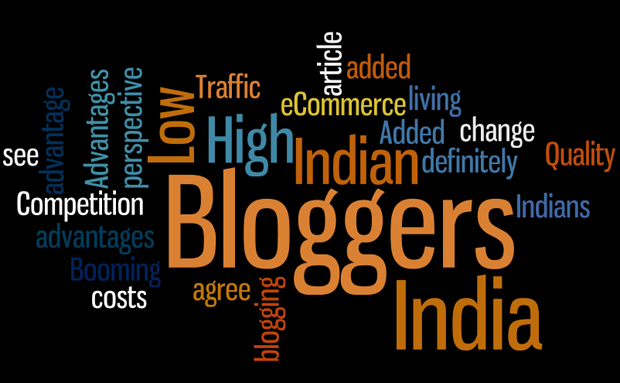 article
added
Traffic
Advantages
perspective
advantage
Low
eCommerce
living
High
Added
change
see
Indian
definitely
Quality
Competition
Bloggers
Indians
advantages
Booming
costs
agree
blogging
India